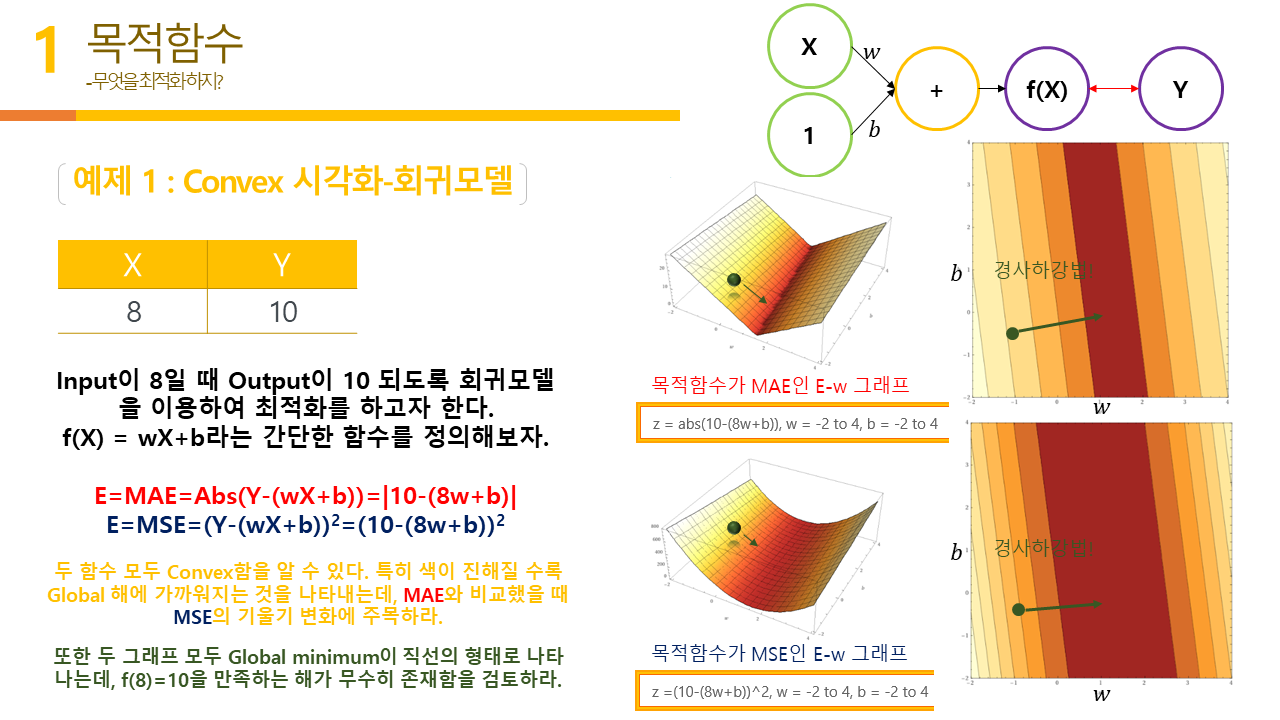 1
목적함수
-무엇을최적화하지?
X
w
1
b
+
f(X)
Y
예제 1 : Convex 시각화-회귀모델
X Y
8 10
Input이 8일 때 Output이 10 되도록 회귀모델
을 이용하여 최적화를 하고자 한다.
f(X) = wX+b라는 간단한 함수를 정의해보자.
E=MAE=Abs(Y-(wX+b))=|10-(8w+b)|
E=MSE=(Y-(wX+b))²=(10-(8w+b))²
두 함수 모두 Convex함을 알 수 있다. 특히 색이 진해질 수록
Global 해에 가까워지는 것을 나타내는데, MAE와 비교했을 때
MSE의 기울기 변화에 주목하라.
또한 두 그래프 모두 Global minimum이 직선의 형태로 나타
나는데, f(8)=10을 만족하는 해가 무수히 존재함을 검토하라.
목적함수가 MAE인 E-w 그래프
z = abs(10-(8w+b)), w = -2 to 4, b = -2 to 4
b
경사하강법!
w
목적함수가 MSE인 E-w 그래프
z =(10-(8w+b))^2, w = -2 to 4, b = -2 to 4
b
경사하강법!
w